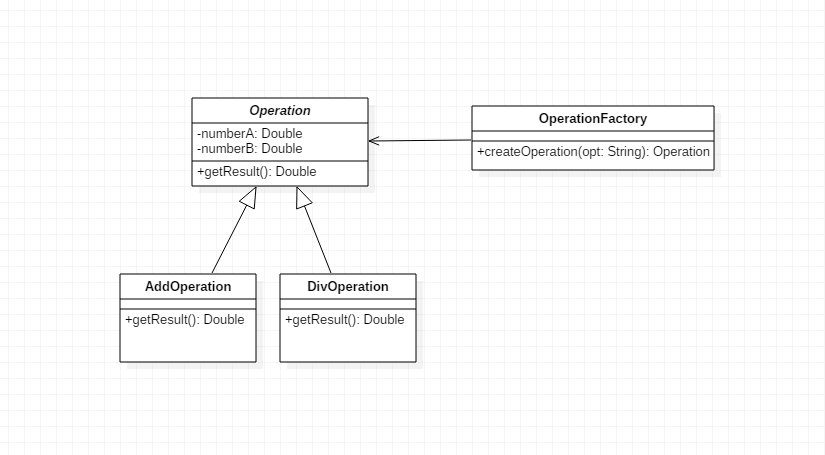 Operation
-numberA: Double
-numberB: Double
+getResult(): Double
OperationFactory
+createOperation(opt: String): Operation
AddOperation
+getResult(): Double
DivOperation
+getResult(): Double